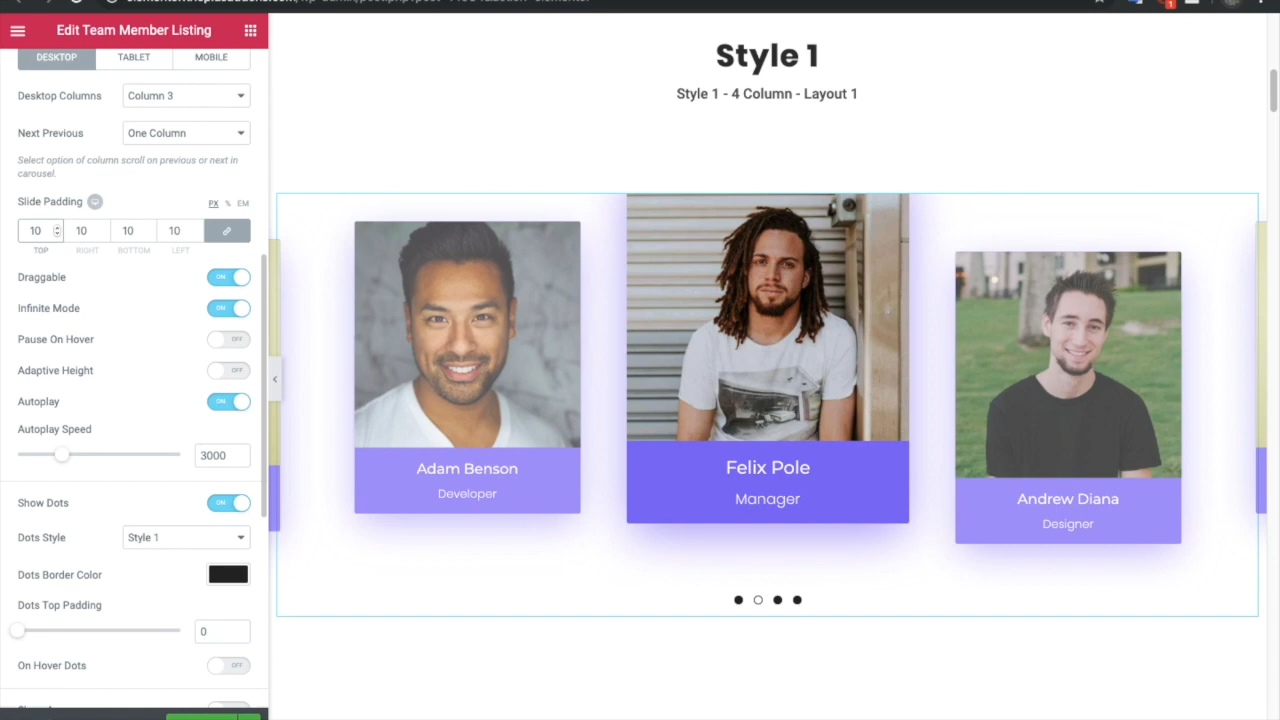 Edit Team Member Listing
DESKTOP TABLET MOBILE
Desktop Columns Column 3
Next Previous One Column
Select option of column scroll on previous or next in
carousel.
Slide Padding PX % EM
10 10 10 10
TOP RIGHT BOTTOM LEFT
Draggable ON
Infinite Mode ON
Pause On Hover OFF
Adaptive Height OFF
Autoplay ON
Autoplay Speed
3000
Show Dots ON
Dots Style Style 1
Dots Border Color
Dots Top Padding
0
On Hover Dots OFF
Style 1
Style 1 - 4 Column - Layout 1
Adam Benson
Developer
Felix Pole
Manager
Andrew Diana
Designer
1